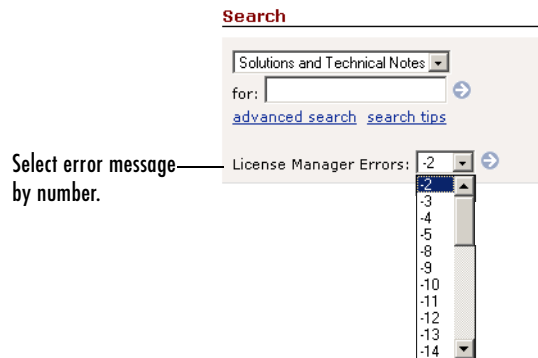 Search
Solutions and Technical Notes
for:
advanced search search tips
Select error message
by number.
License Manager Errors: -2
-2
-3
-4
-5
-8
-9
-10
-11
-12
-13
-14